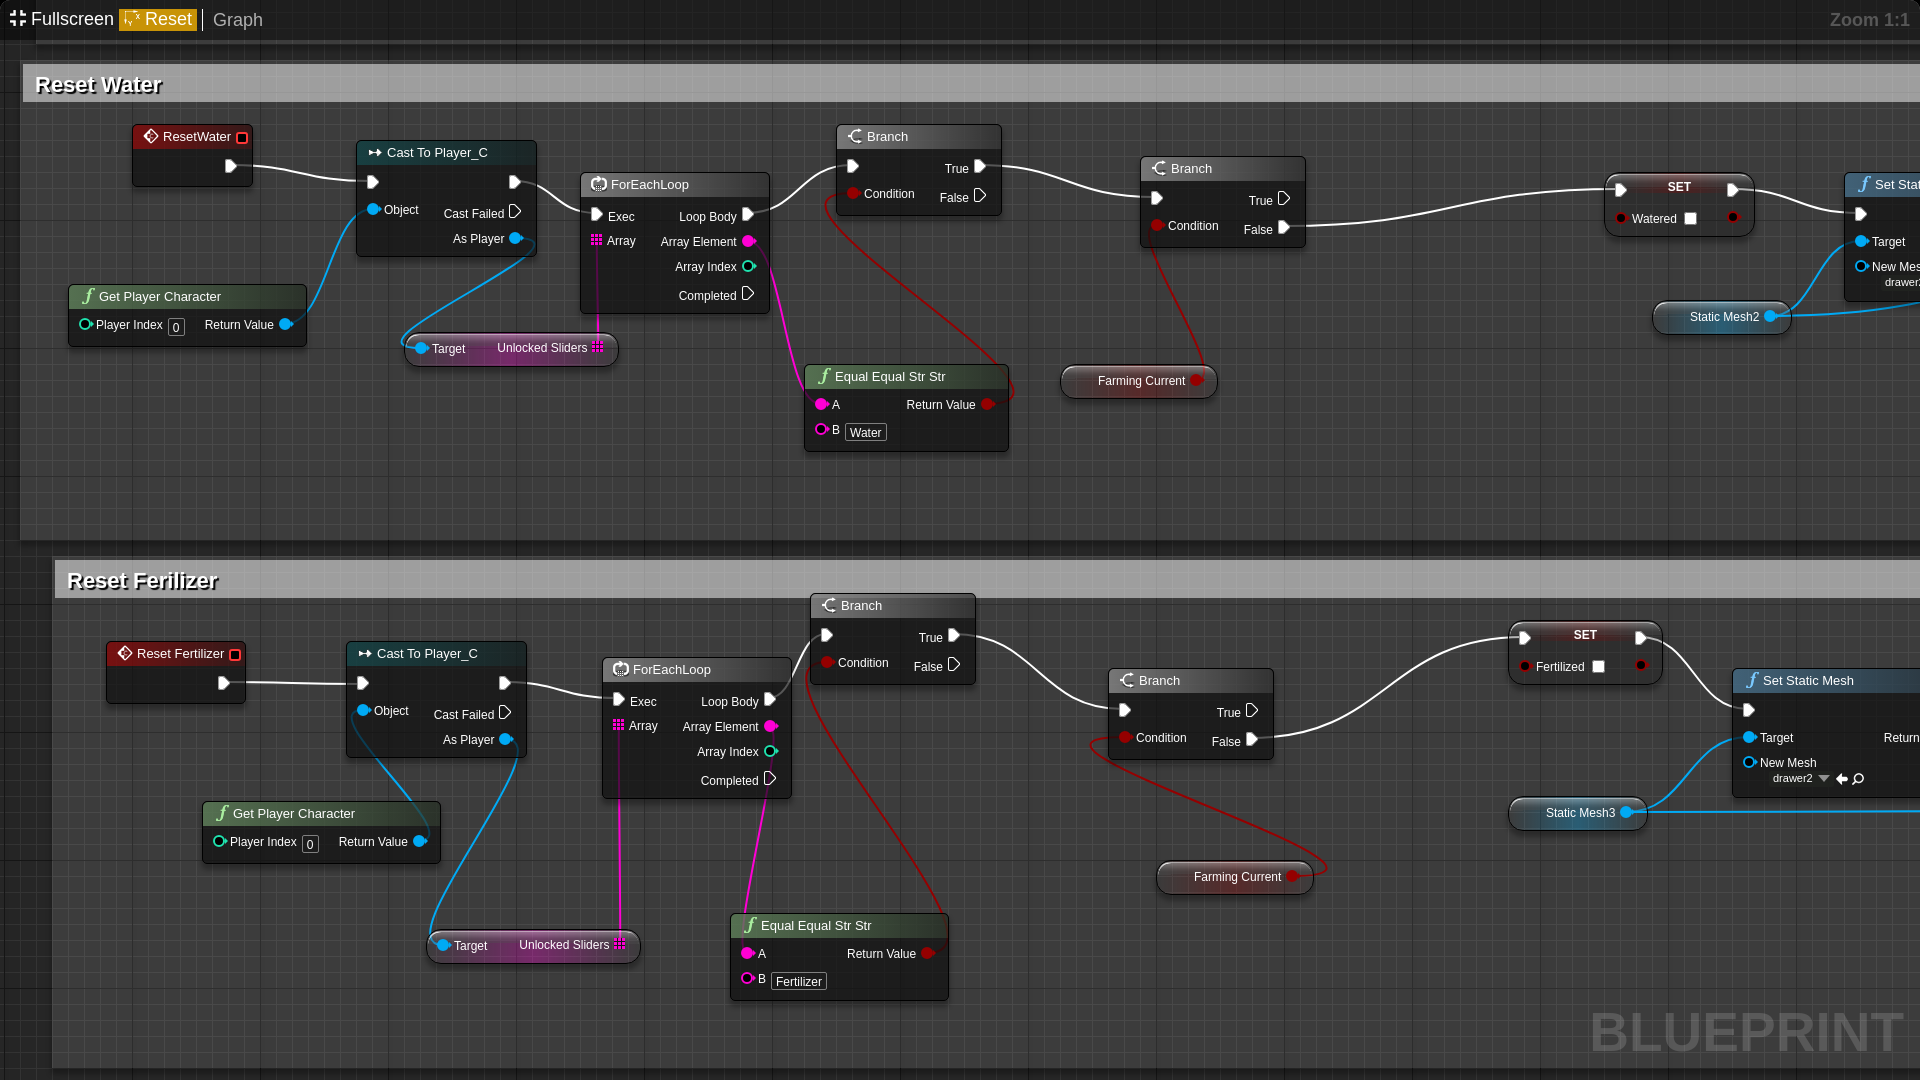 Fullscreen Reset Graph Zoom 1:1
Reset Water
ResetWater
Cast To Player_C
Object
Cast Failed
As Player
Get Player Character
Player Index 0 Return Value
ForEachLoop
Exec Loop Body
Array Array Element
Array Index
Completed
Target Unlocked Sliders
Branch
True
Condition
False
Equal Equal Str Str
A Return Value
B Water
Branch
True
Condition
False
Farming Current
SET
Watered
Static Mesh2
Set Stat
Target
New Mes
drawer2
Reset Ferilizer
Reset Fertilizer
Cast To Player_C
Object
Cast Failed
As Player
Get Player Character
Player Index 0 Return Value
Target Unlocked Sliders
ForEachLoop
Exec Loop Body
Array Array Element
Array Index
Completed
Branch
True
Condition
False
Equal Equal Str Str
A Return Value
B Fertilizer
Branch
True
Condition
False
Farming Current
SET
Fertilized
Static Mesh3
Set Static Mesh
Target Return
New Mesh
drawer2
BLUEPRINT